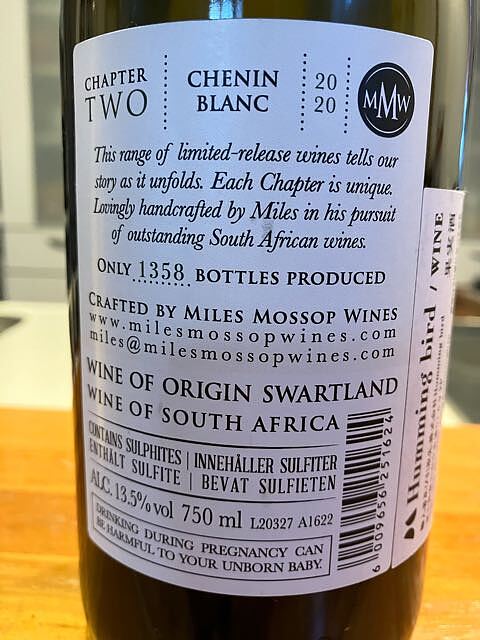 CHAPTER
TWO
CHENIN
BLANC
20
20
MMW
This range of limited-release wines tells our
story as it unfolds. Each Chapter is unique.
Lovingly handcrafted by Miles in his pursuit
of outstanding South African wines.
ONLY 1358 BOTTLES PRODUCED
CRAFTED BY MILES MOSSOP WINES
www.milesmossopwines.com
miles@milesmossopwines.com
WINE OF ORIGIN SWARTLAND
WINE OF SOUTH AFRICA
CONTAINS SULPHITES | INNEHÅLLER SULFITER
ENTHÄLT SULFITE | BEVAT SULFIETEN
ALC. 13.5% vol 750 ml L20327 A1622
DRINKING DURING PREGNANCY CAN
BE HARMFUL TO YOUR UNBORN BABY.
6 009656 251624
Humming bird / WINE